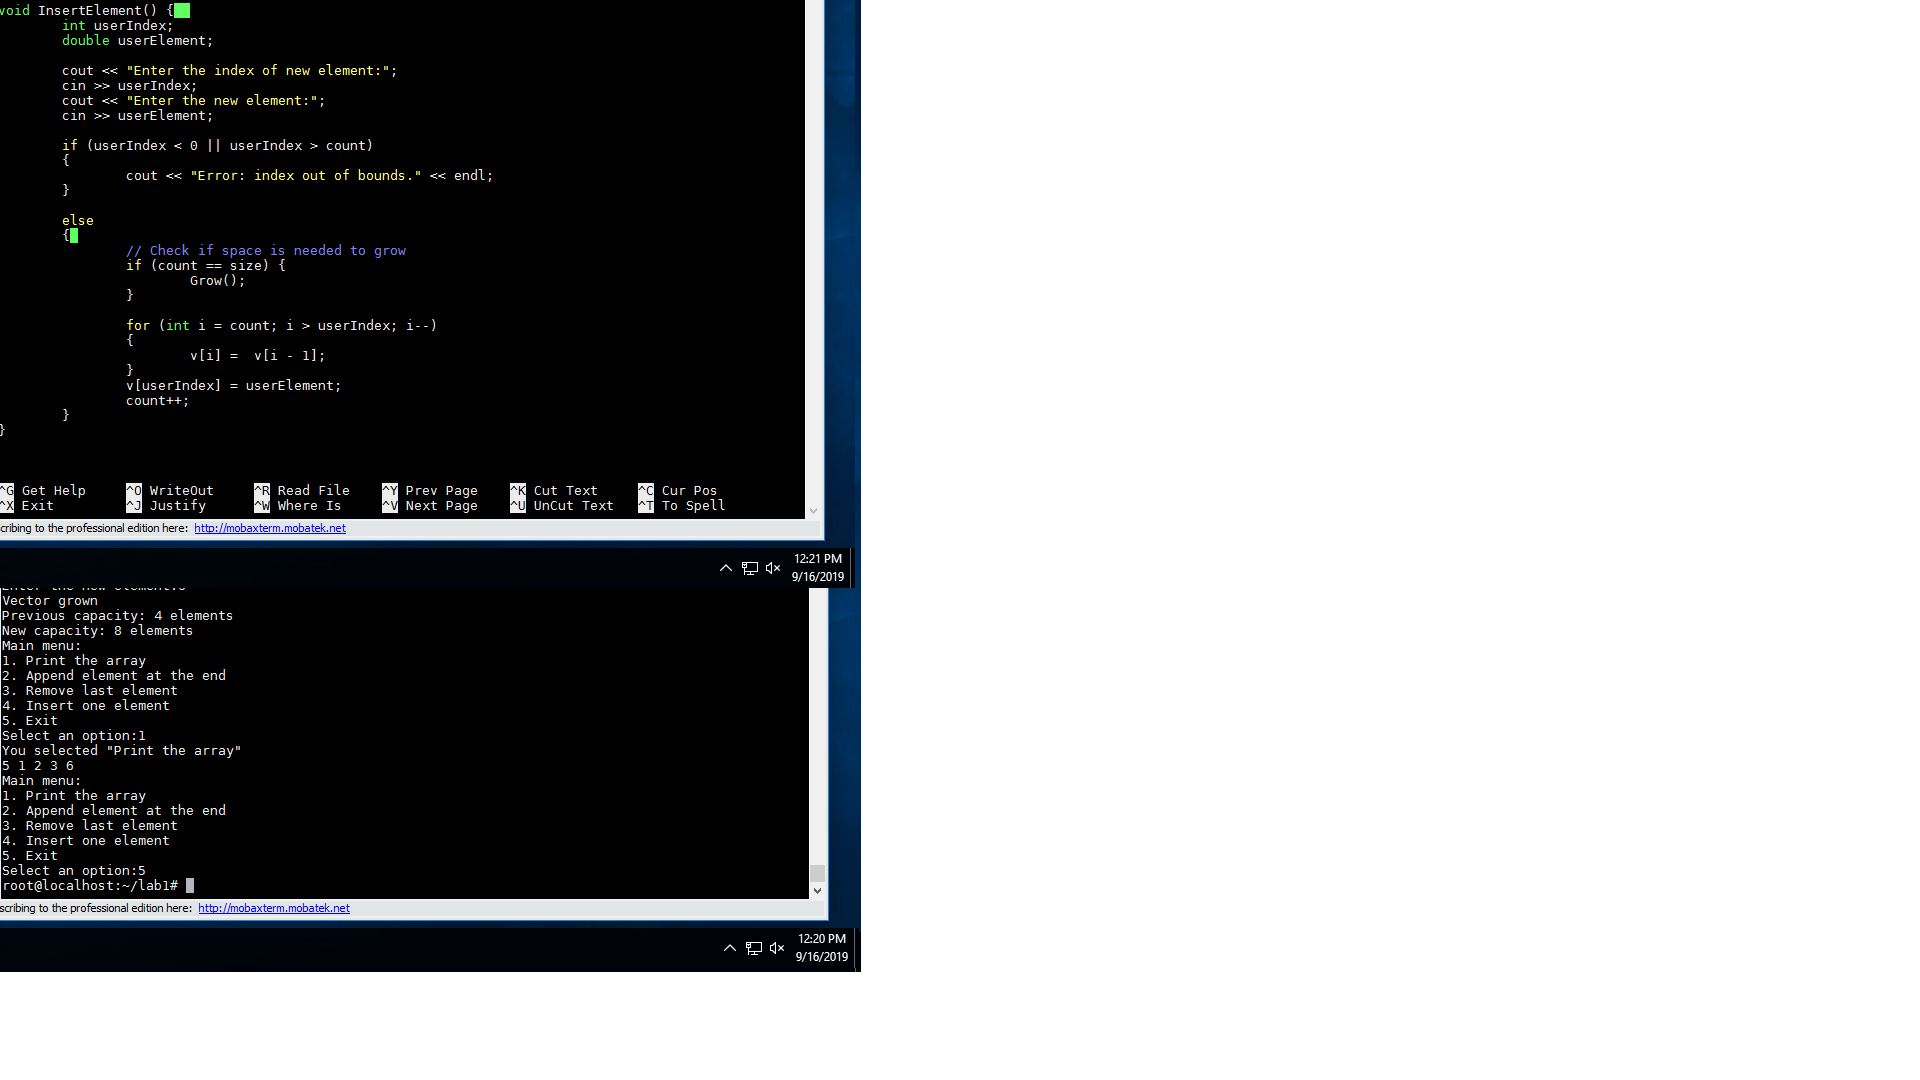 void InsertElement() {
int userIndex;
double userElement;
cout << "Enter the index of new element:";
cin >> userIndex;
cout << "Enter the new element:";
cin >> userElement;
if (userIndex < 0 || userIndex > count)
{
cout << "Error: index out of bounds." << endl;
}
else
{
// Check if space is needed to grow
if (count == size) {
Grow();
}
for (int i = count; i > userIndex; i--)
{
v[i] =  v[i - 1];
}
v[userIndex] = userElement;
count++;
}
}
^G Get Help ^O WriteOut ^R Read File ^Y Prev Page ^K Cut Text ^C Cur Pos
^X Exit ^J Justify ^W Where Is ^V Next Page ^U UnCut Text ^T To Spell
cribing to the professional edition here: http://mobaxterm.mobatek.net
12:21 PM
9/16/2019
Enter the new element:6
Vector grown
Previous capacity: 4 elements
New capacity: 8 elements
Main menu:
1. Print the array
2. Append element at the end
3. Remove last element
4. Insert one element
5. Exit
Select an option:1
You selected "Print the array"
5 1 2 3 6
Main menu:
1. Print the array
2. Append element at the end
3. Remove last element
4. Insert one element
5. Exit
Select an option:5
root@localhost:~/lab1#
scribing to the professional edition here: http://mobaxterm.mobatek.net
12:20 PM
9/16/2019